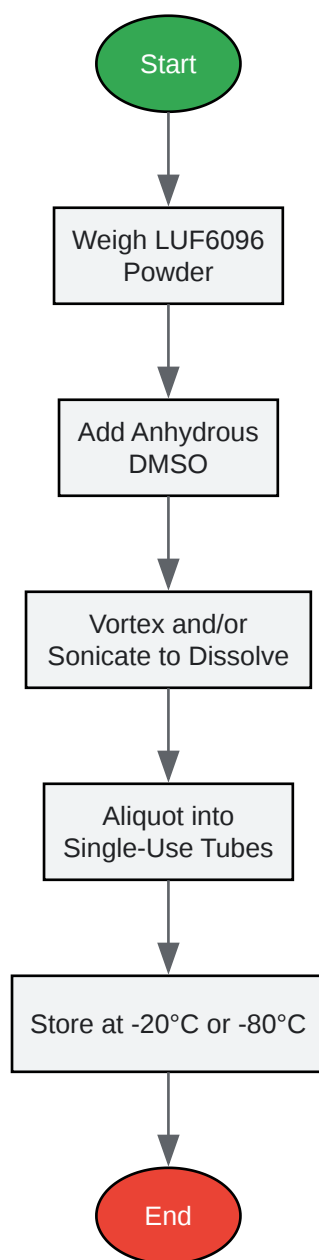 Start
Weigh LUF6096
Powder
Add Anhydrous
DMSO
Vortex and/or
Sonicate to Dissolve
Aliquot into
Single-Use Tubes
Store at -20°C or -80°C
End